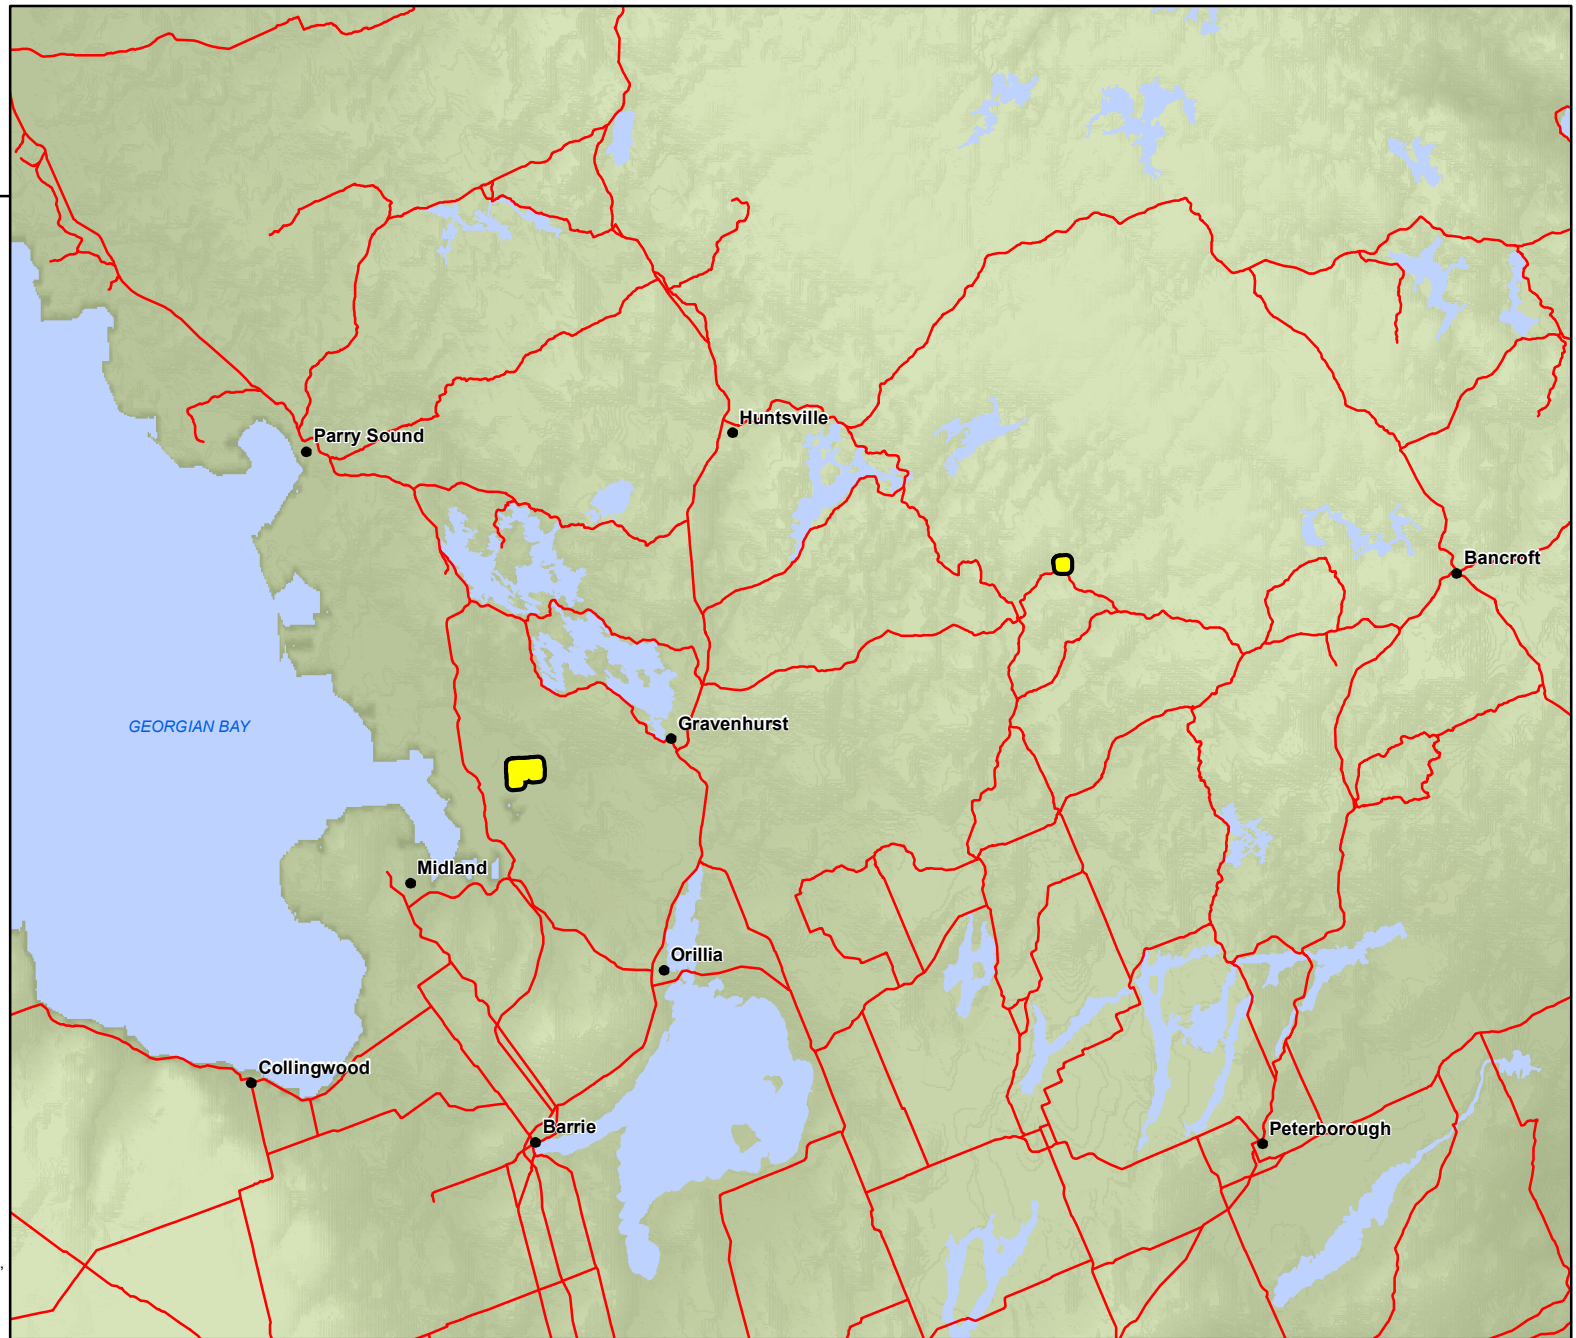 Huntsville
Parry Sound
Bancroft
Gravenhurst
GEORGIAN BAY
Midland
Orillia
Collingwood
Barrie
Peterborough
,